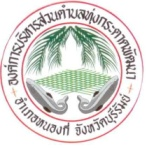 องค์การบริหารส่วนตำบลทุ่งกระตาดพัฒนา
อำเภอหนองกี่ จังหวัดบุรีรัมย์